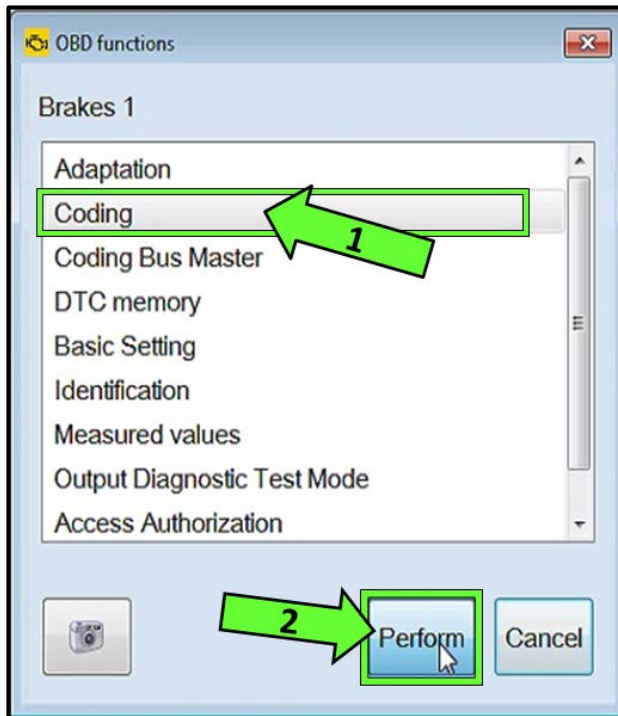 OBD functions
Brakes 1
Adaptation
Coding
1
Coding Bus Master
DTC memory
Basic Setting
Identification
Measured values
Output Diagnostic Test Mode
Access Authorization
2
Perform
Cancel